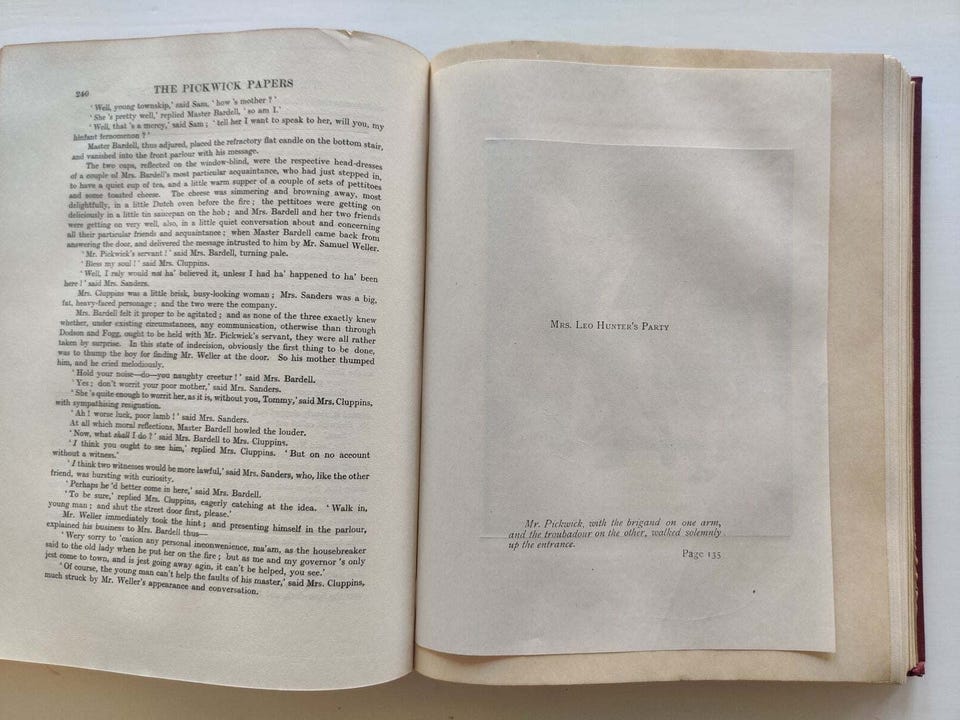 240
THE PICKWICK PAPERS
' Well, young townskip,' said Sam, ' how 's mother ? '
' She 's pretty well,' replied Master Bardell, ' so am I.'
' Well, that 's a mercy,' said Sam ; ' tell her I want to speak to her, will you, my
hinfant fernomenon ? '
Master Bardell, thus adjured, placed the refractory flat candle on the bottom stair,
and vanished into the front parlour with his message.
The two caps, reflected on the window-blind, were the respective head-dresses
of a couple of Mrs. Bardell's most particular acquaintance, who had just stepped in,
to have a quiet cup of tea, and a little warm supper of a couple of sets of pettitoes
and some toasted cheese. The cheese was simmering and browning away, most
delightfully, in a little Dutch oven before the fire ; the pettitoes were getting on
deliciously in a little tin saucepan on the hob ; and Mrs. Bardell and her two friends
were getting on very well, also, in a little quiet conversation about and concerning
all their particular friends and acquaintance ; when Master Bardell came back from
answering the door, and delivered the message intrusted to him by Mr. Samuel Weller.
' Mr. Pickwick's servant ! ' said Mrs. Bardell, turning pale.
' Bless my soul ! ' said Mrs. Cluppins.
' Well, I raly would not ha' believed it, unless I had ha' happened to ha' been
here ! ' said Mrs. Sanders.
Mrs. Cluppins was a little brisk, busy-looking woman ; Mrs. Sanders was a big,
fat, heavy-faced personage ; and the two were the company.
Mrs. Bardell felt it proper to be agitated ; and as none of the three exactly knew
whether, under existing circumstances, any communication, otherwise than through
Dodson and Fogg, ought to be held with Mr. Pickwick's servant, they were all rather
taken by surprise. In this state of indecision, obviously the first thing to be done,
was to thump the boy for finding Mr. Weller at the door. So his mother thumped
him, and he cried melodiously.
' Hold your noise—do—you naughty creetur ! ' said Mrs. Bardell.
' Yes ; don't worrit your poor mother,' said Mrs. Sanders.
' She 's quite enough to worrit her, as it is, without you, Tommy,' said Mrs. Cluppins,
with sympathising resignation.
' Ah ! worse luck, poor lamb ! ' said Mrs. Sanders.
At all which moral reflections, Master Bardell howled the louder.
' Now, what shall I do ? ' said Mrs. Bardell to Mrs. Cluppins.
' I think you ought to see him,' replied Mrs. Cluppins. ' But on no account
without a witness.'
' I think two witnesses would be more lawful,' said Mrs. Sanders, who, like the other
friend, was bursting with curiosity.
' Perhaps he 'd better come in here,' said Mrs. Bardell.
' To be sure,' replied Mrs. Cluppins, eagerly catching at the idea. ' Walk in,
young man ; and shut the street door first, please.'
Mr. Weller immediately took the hint ; and presenting himself in the parlour,
explained his business to Mrs. Bardell thus—
' Wery sorry to 'casion any personal inconwenience, ma'am, as the housebreaker
said to the old lady when he put her on the fire ; but as me and my governor 's only
jest come to town, and is jest going away agin, it can't be helped, you see.'
' Of course, the young man can't help the faults of his master,' said Mrs. Cluppins,
much struck by Mr. Weller's appearance and conversation.
MRS. LEO HUNTER'S PARTY
Mr. Pickwick, with the brigand on one arm,
and the troubadour on the other, walked solemnly
up the entrance.
Page 135